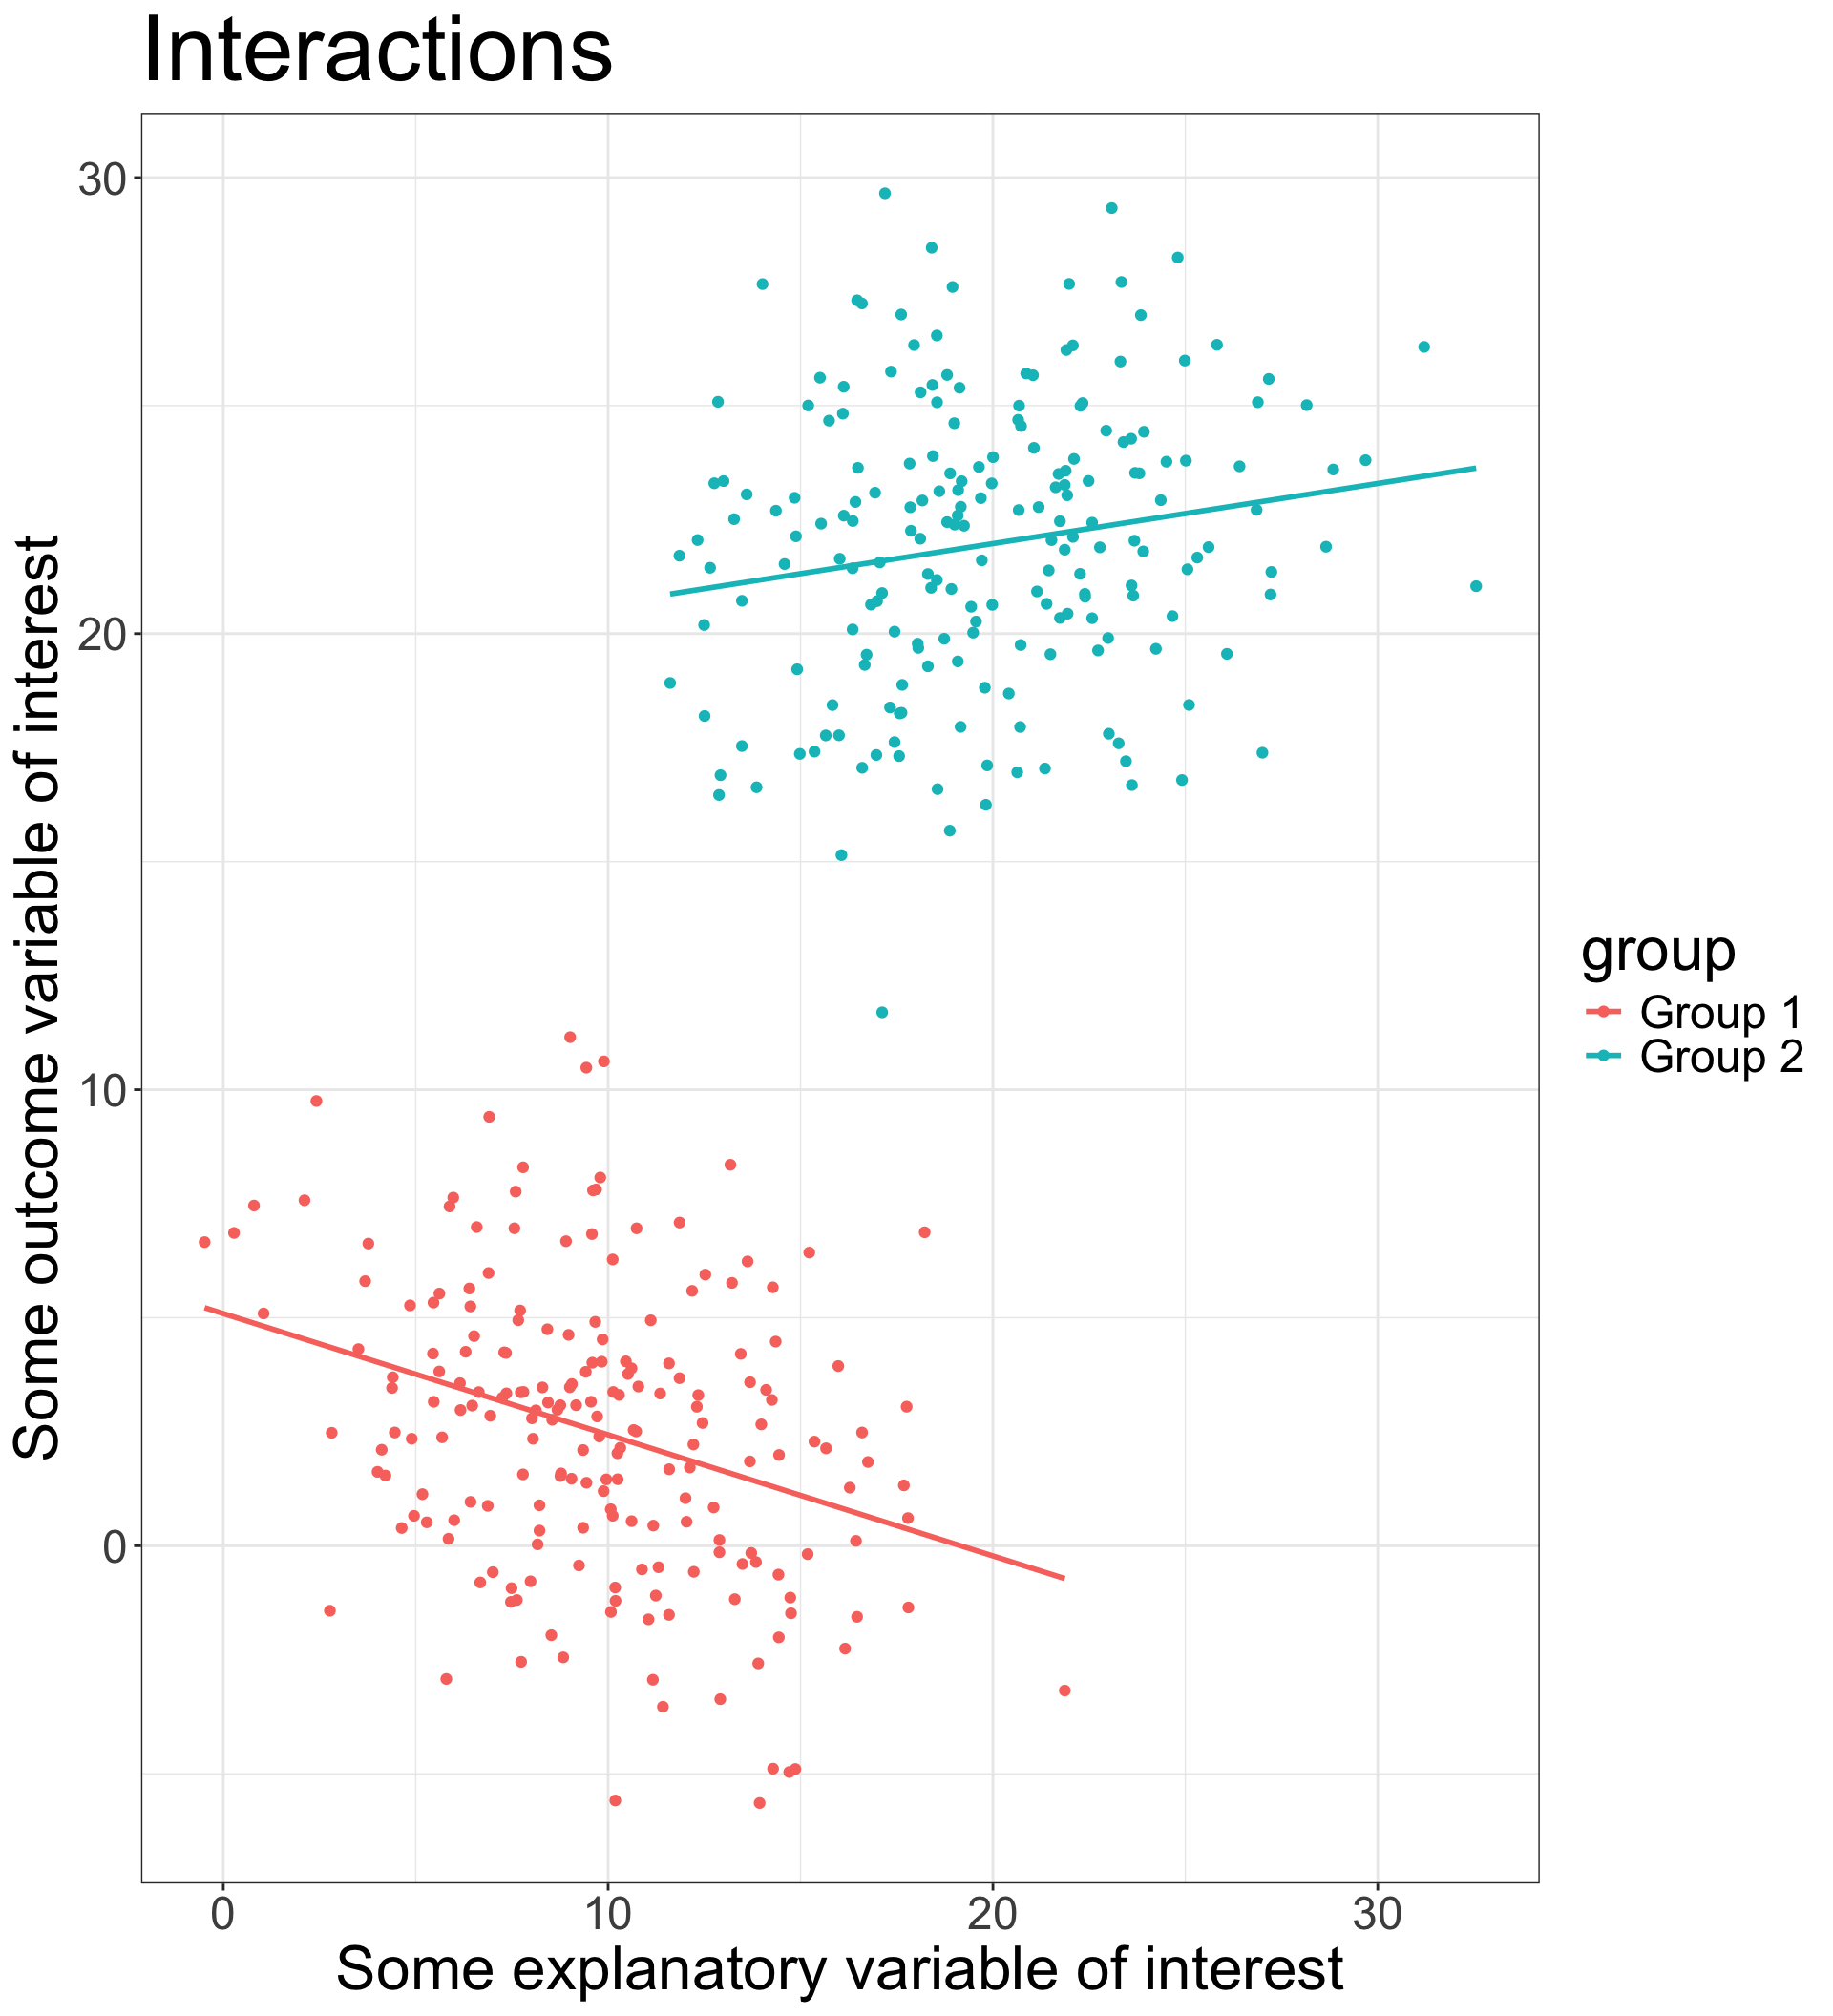 Interactions
30
20
10
0
Some outcome variable of interest
0 10 20 30
Some explanatory variable of interest
group
Group 1
Group 2